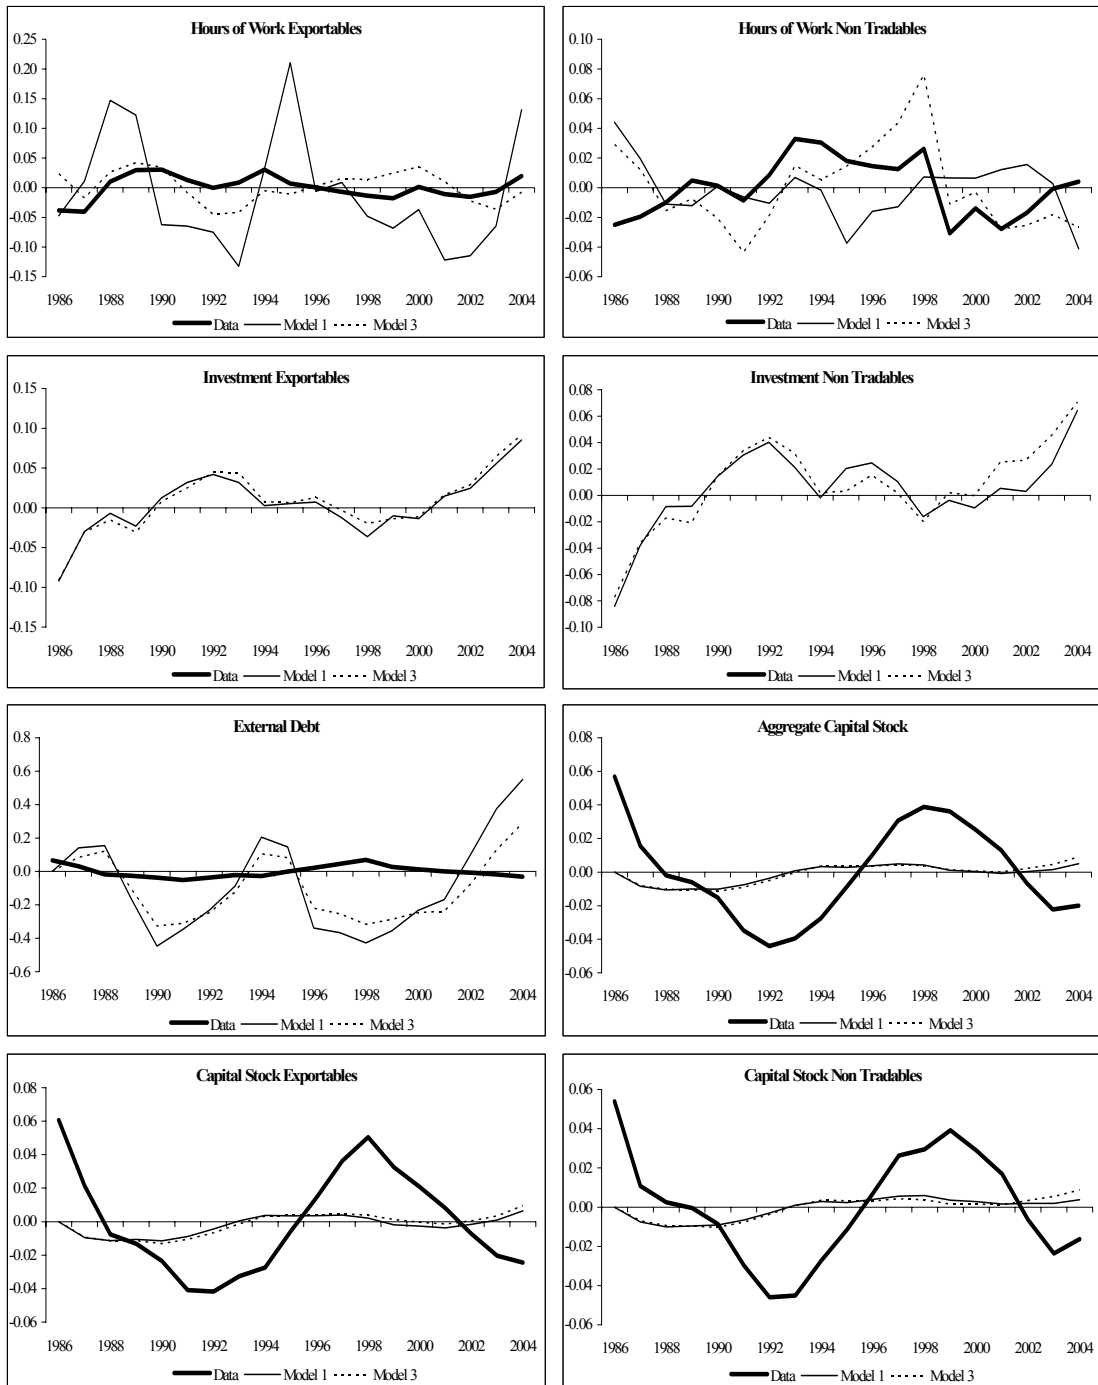 Hours of Work Exportables
0.25
0.20
0.15
0.10
0.05
0.00
-0.05
-0.10
-0.15
1986 1988 1990 1992 1994 1996 1998 2000 2002 2004
Data Model 1 Model 3
Hours of Work Non Tradables
0.10
0.08
0.06
0.04
0.02
0.00
-0.02
-0.04
-0.06
1986 1988 1990 1992 1994 1996 1998 2000 2002 2004
Data Model 1 Model 3
Investment Exportables
0.15
0.10
0.05
0.00
-0.05
-0.10
-0.15
1986 1988 1990 1992 1994 1996 1998 2000 2002 2004
Data Model 1 Model 3
Investment Non Tradables
0.08
0.06
0.04
0.02
0.00
-0.02
-0.04
-0.06
-0.08
-0.10
1986 1988 1990 1992 1994 1996 1998 2000 2002 2004
Data Model 1 Model 3
External Debt
0.8
0.6
0.4
0.2
0.0
-0.2
-0.4
-0.6
1986 1988 1990 1992 1994 1996 1998 2000 2002 2004
Data Model 1 Model 3
Aggregate Capital Stock
0.08
0.06
0.04
0.02
0.00
-0.02
-0.04
-0.06
1986 1988 1990 1992 1994 1996 1998 2000 2002 2004
Data Model 1 Model 3
Capital Stock Exportables
0.08
0.06
0.04
0.02
0.00
-0.02
-0.04
-0.06
1986 1988 1990 1992 1994 1996 1998 2000 2002 2004
Data Model 1 Model 3
Capital Stock Non Tradables
0.06
0.04
0.02
0.00
-0.02
-0.04
-0.06
1986 1988 1990 1992 1994 1996 1998 2000 2002 2004
Data Model 1 Model 3